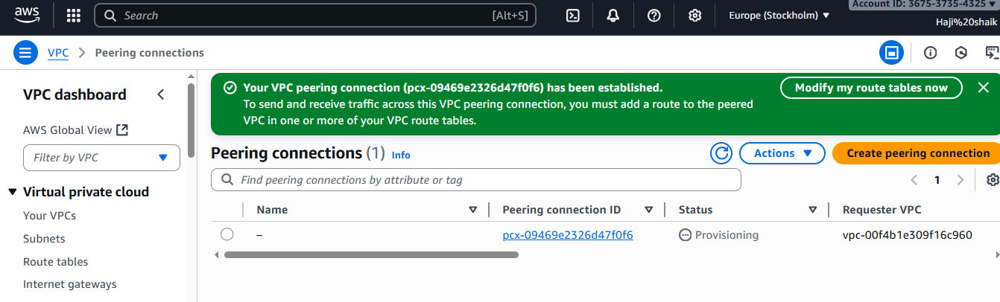 aws
Search [Alt+S]
Europe (Stockholm)
Account ID: 3675-3735-4325
Haji%20shaik
VPC > Peering connections
VPC dashboard
AWS Global View
Filter by VPC
Virtual private cloud
Your VPCs
Subnets
Route tables
Internet gateways
Your VPC peering connection (pcx-09469e2326d47f0f6) has been established.
To send and receive traffic across this VPC peering connection, you must add a route to the peered
VPC in one or more of your VPC route tables.
Modify my route tables now
Peering connections (1) Info
Actions
Create peering connection
Find peering connections by attribute or tag
1
Name Peering connection ID Status Requester VPC
– pcx-09469e2326d47f0f6 Provisioning vpc-00f4b1e309f16c960